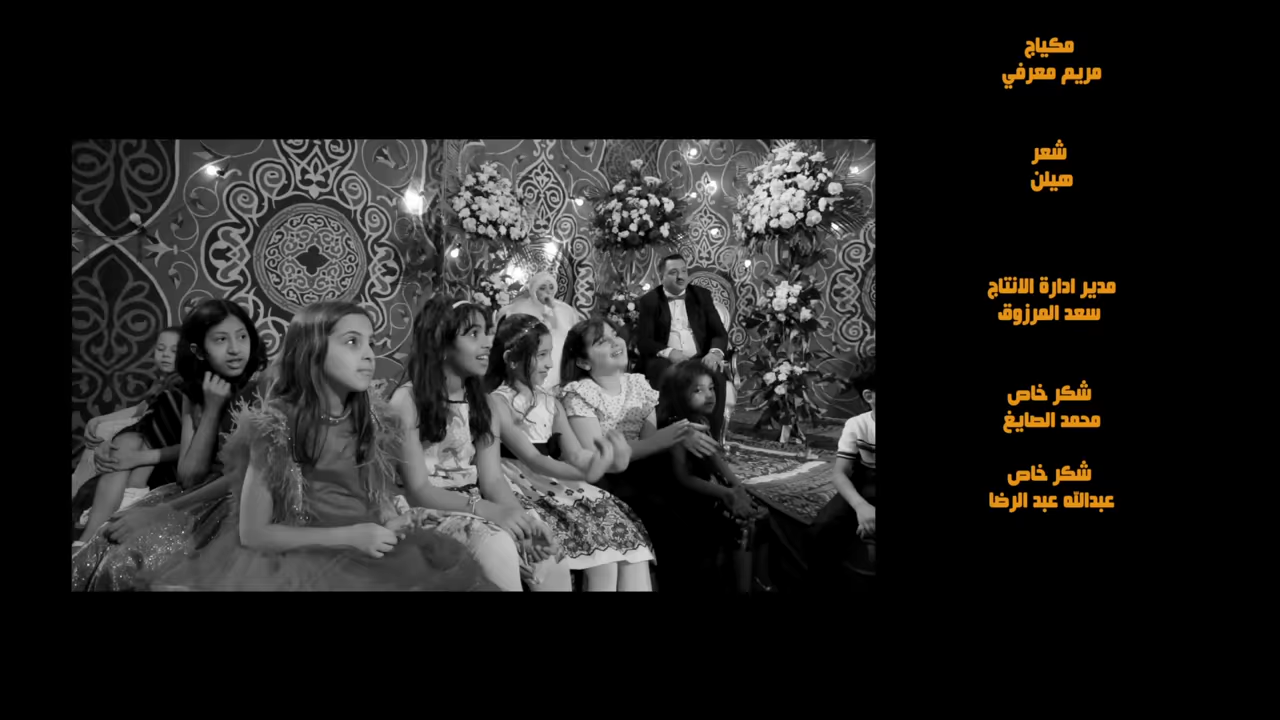 مكياج
مريم معرفي
شعر
هيلن
مدير ادارة الانتاج
سعد المرزوق
شكر خاص
محمد الصايغ
شكر خاص
عبدالله عبد الرضا